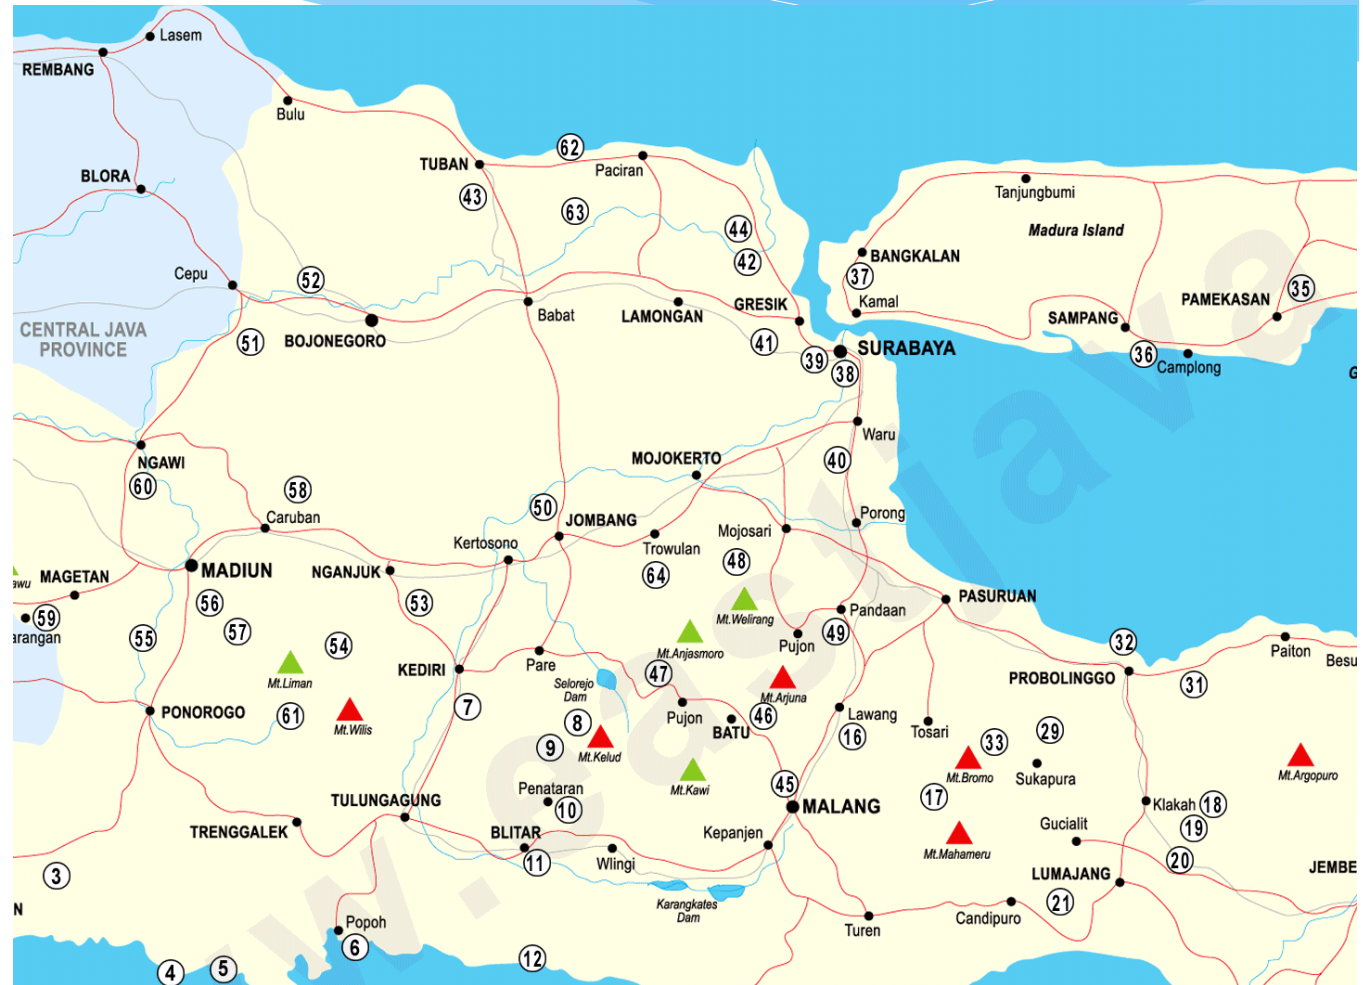 Lasem
REMBANG
Bulu
TUBAN
62
Paciran
BLORA
43
63
Tanjungbumi
44
Madura Island
42
BANGKALAN
37
Cepu
52
Kamal
35
PAMEKASAN
GRESIK
Babat
LAMONGAN
SAMPANG
CENTRAL JAVA
PROVINCE
BOJONEGORO
51
41
39
38
SURABAYA
36
Camplong
G
Waru
NGAWI
60
MOJOKERTO
40
58
Caruban
50
JOMBANG
Porong
Mojosari
Kertosono
Trowulan
64
48
MADIUN
NGANJUK
MAGETAN
awu
59
arangan
56
53
57
55
54
Mt.Welirang
PASURUAN
Pandaan
49
Pujon
Mt.Anjasmoro
32
Paiton
Besu
Mt.Liman
KEDIRI
Pare
47
Selorejo
Dam
Mt.Arjuna
PROBOLINGGO
31
PONOROGO
61
Mt.Wilis
7
8
Pujon
46
BATU
Lawang
16
Tosari
33
29
9
Mt.Kelud
Mt.Kawi
Mt.Bromo
Sukapura
Mt.Argopuro
Penataran
10
45
MALANG
17
Klakah
18
19
TULUNGAGUNG
TRENGGALEK
BLITAR
11
Wlingi
Kepanjen
Gucialit
Mt.Mahameru
20
LUMAJANG
JEMBE
3
21
Karangkates
Dam
Candipuro
Turen
N
Popoh
6
4
5
12
w.eastjava